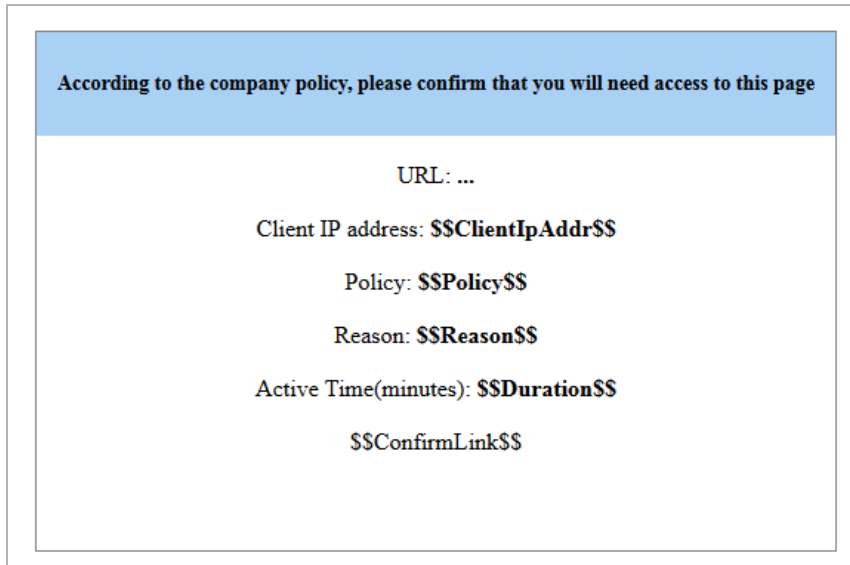 According to the company policy, please confirm that you will need access to this page
URL: ...
Client IP address: $$ClientIpAddr$$
Policy: $$Policy$$
Reason: $$Reason$$
Active Time(minutes): $$Duration$$
$$ConfirmLink$$